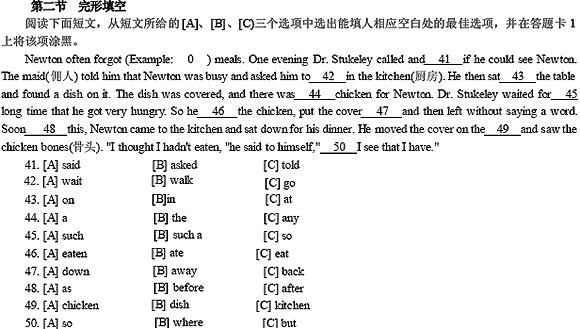 第二节 完形填空
阅读下面短文，从短文所给的[A]、[B]、[C]三个选项中选出能填人相应空白处的最佳选项，并在答题卡1
上将该项涂黑。
Newton often forgot (Example: 0 ) meals. One evening Dr. Stukeley called and 41 if he could see Newton.
The maid(佣人) told him that Newton was busy and asked him to 42 in the kitchen(厨房). He then sat 43 the table
and found a dish on it. The dish was covered, and there was 44 chicken for Newton. Dr. Stukeley waited for 45
long time that he got very hungry. So he 46 the chicken, put the cover 47 and then left without saying a word.
Soon 48 this, Newton came to the kitchen and sat down for his dinner. He moved the cover on the 49 and saw the
chicken bones(骨头). "I thought I hadn't eaten, "he said to himself," 50 I see that I have."
41. [A] said [B] asked [C] told
42. [A] wait [B] walk [C] go
43. [A] on [B]in [C] at
44. [A] a [B] the [C] any
45. [A] such [B] such a [C] so
46. [A] eaten [B] ate [C] eat
47. [A] down [B] away [C] back
48. [A] as [B] before [C] after
49. [A] chicken [B] dish [C] kitchen
50. [A] so [B] where [C] but